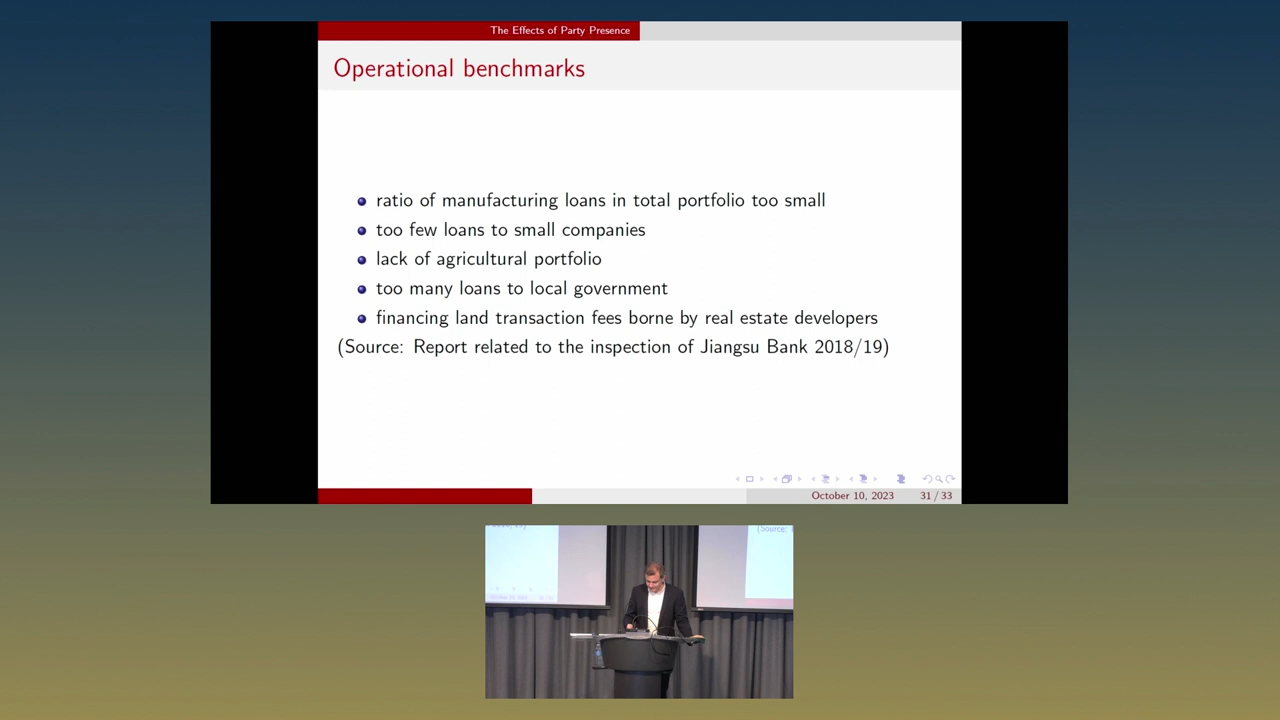 The Effects of Party Presence
Operational benchmarks
ratio of manufacturing loans in total portfolio too small
too few loans to small companies
lack of agricultural portfolio
too many loans to local government
financing land transaction fees borne by real estate developers
(Source: Report related to the inspection of Jiangsu Bank 2018/19)
October 10, 2023 31 / 33
(Source: